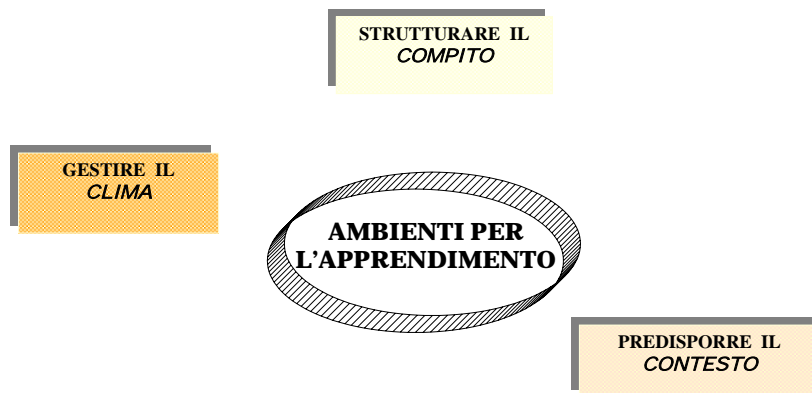 STRUTTURARE IL
COMPITO
GESTIRE IL
CLIMA
AMBIENTI PER
L'APPRENDIMENTO
PREDISPORRE IL
CONTESTO